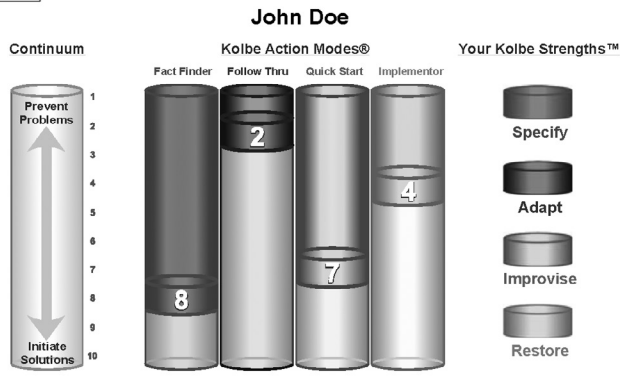 John Doe
Continuum
Kolbe Action Modes®
Your Kolbe Strengths™
Fact Finder
Follow Thru
Quick Start
Implementor
Prevent
Problems
Initiate
Solutions
1
2
3
4
5
6
7
8
9
10
8
2
7
4
Specify
Adapt
Improvise
Restore